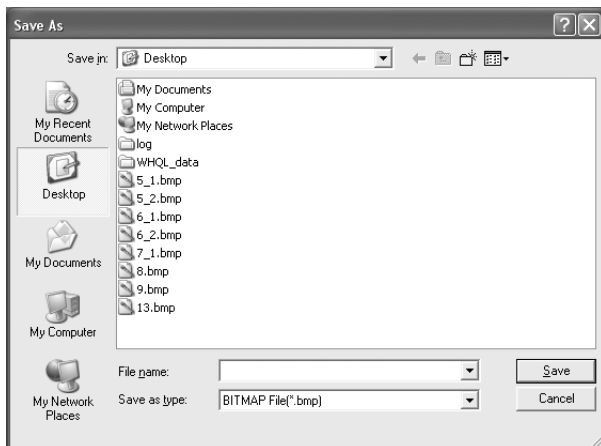 Save As
Save in:
Desktop
My Recent
Documents
Desktop
My Documents
My Computer
My Network
Places
My Documents
My Computer
My Network Places
log
WHQL_data
5_1.bmp
5_2.bmp
6_1.bmp
6_2.bmp
7_1.bmp
8.bmp
9.bmp
13.bmp
File name:
Save
Save as type:
BITMAP File(*.bmp)
Cancel